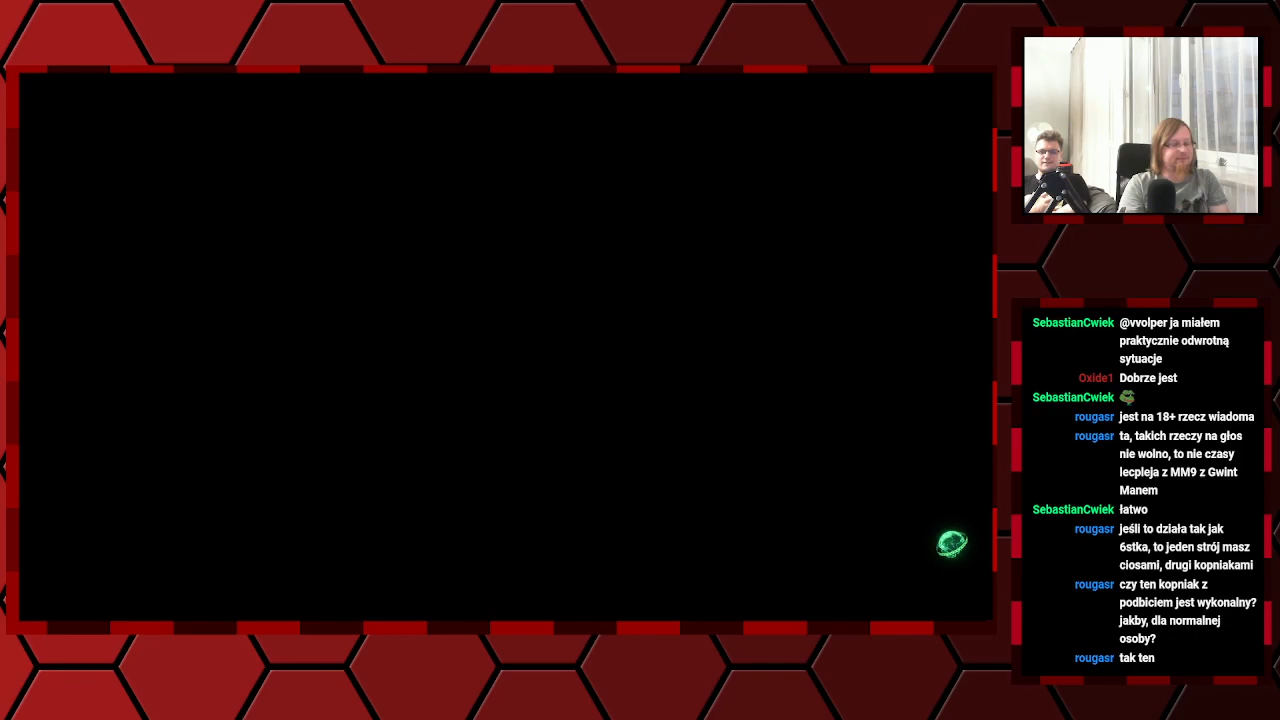 SebastianCwiek @vvolper ja miałem
praktycznie odwrotną
sytuacje
Oxide1 Dobrze jest
SebastianCwiek
rougasr jest na 18+ rzecz wiadoma
rougasr ta, takich rzeczy na głos
nie wolno, to nie czasy
lecpleja z MM9 z Gwint
Manem
SebastianCwiek łatwo
rougasr jeśli to działa tak jak
6stka, to jeden strój masz
ciosami, drugi kopniakami
rougasr czy ten kopniak z
podbiciem jest wykonalny?
jakby, dla normalnej
osoby?
rougasr tak ten